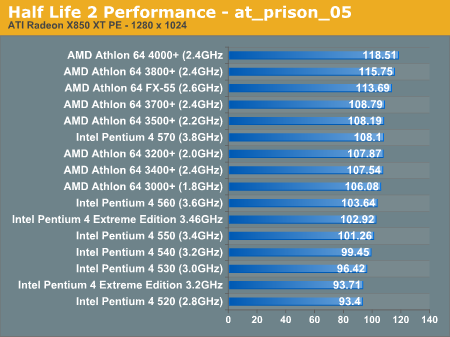 Half Life 2 Performance - at_prison_05
ATI Radeon X850 XT PE - 1280 x 1024
AMD Athlon 64 4000+ (2.4GHz 118.51
AMD Athlon 64 3800+ (2.4GHz) 115.75
AMD Athlon 64 FX-55 (2.6GHz) 113.69
AMD Athlon 64 3700+ (2.4GHz) 108.79
AMD Athlon 64 3500+ (2.2GHz) 108.19
Intel Pentium 4 570 (3.8GHz) 108.1
AMD Athlon 64 3200+ (2.0GHz) 107.87
AMD Athlon 64 3400+ (2.4GHz) 107.54
AMD Athlon 64 3000+ (1.8GHz) 106.08
Intel Pentium 4 560 (3.6GHz) 103.64
Intel Pentium 4 Extreme Edition 3.46GHz 102.92
Intel Pentium 4 550 (3.4GHz) 101.26
Intel Pentium 4 540 (3.2GHz) 99.45
Intel Pentium 4 530 (3.0GHz) 96.42
Intel Pentium 4 Extreme Edition 3.2GHz 93.71
Intel Pentium 4 520 (2.8GHz) 93.4
0 20 40 60 80 100 120 140